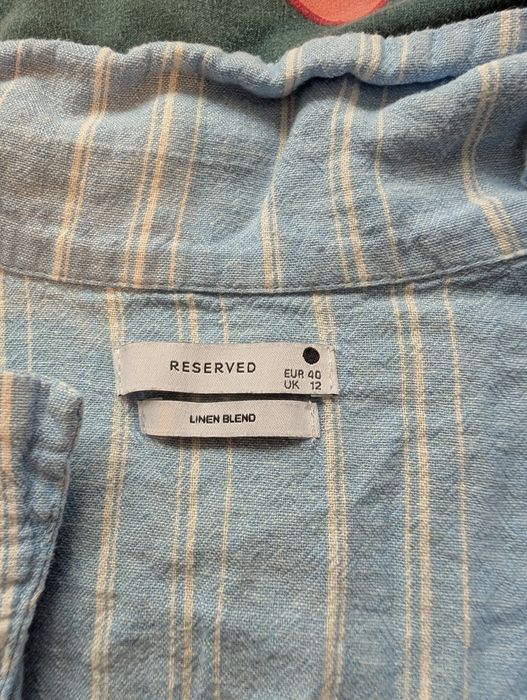 RESERVED
EUR 40
UK 12
LINEN BLEND